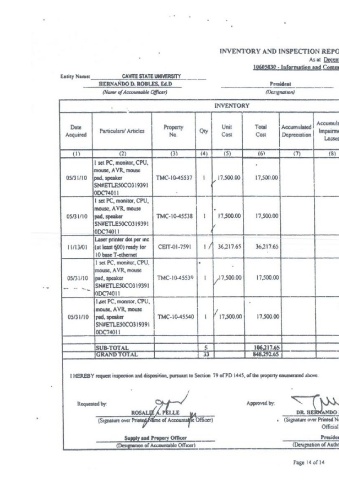 INVENTORY AND INSPECTION REPO
As at Decem
10605030 - Information and Comm
Entity Name: CAVITE STATE UNIVERSITY
HERNANDO D. ROBLES, Ed.D President
(Name of Accountable Officer) (Designation)
INVENTORY
Date Acquired Particulars/ Articles Property No. Qty Unit Cost Total Cost Accumulated Depreciation Accumula Impairme Losses
(1) (2) (3) (4) (5) (6) (7) (8)
1 set PC, monitor, CPU,
mouse, AVR, mouse
05/31/10 pad, speaker TMC-10-45537 1 17,500.00 17,500.00
SN#ETLE50CO319391
0DC74011
1 set PC, monitor, CPU,
mouse, AVR, mouse
05/31/10 pad, speaker TMC-10-45538 1 17,500.00 17,500.00
SN#ETLE50CO319391
0DC74011
Laser printer dot per inc
11/13/01 (at least 600) ready for CEIT-01-7591 1 36,217.65 36,217.65
10 base T-ethernet
1 set PC, monitor, CPU,
mouse, AVR, mouse
05/31/10 pad, speaker TMC-10-45539 1 17,500.00 17,500.00
SN#ETLE50CO319391
0DC74011
1 set PC, monitor, CPU,
mouse, AVR, mouse
05/31/10 pad, speaker TMC-10-45540 1 17,500.00 17,500.00
SN#ETLE50CO319391
0DC74011
SUB-TOTAL 5 106,217.65
GRAND TOTAL 33 848,292.65
I HEREBY request inspection and disposition, pursuant to Section 79 of PD 1445, of the property enumerated above.
Requested by: Approved by:
ROSALIE A. PELLE DR. HERNANDO
(Signature over Printed Name of Accountable Officer) (Signature over Printed N
Official
Supply and Property Officer Presiden
(Designation of Accountable Officer) (Designation of Autho
Page 14 of 14